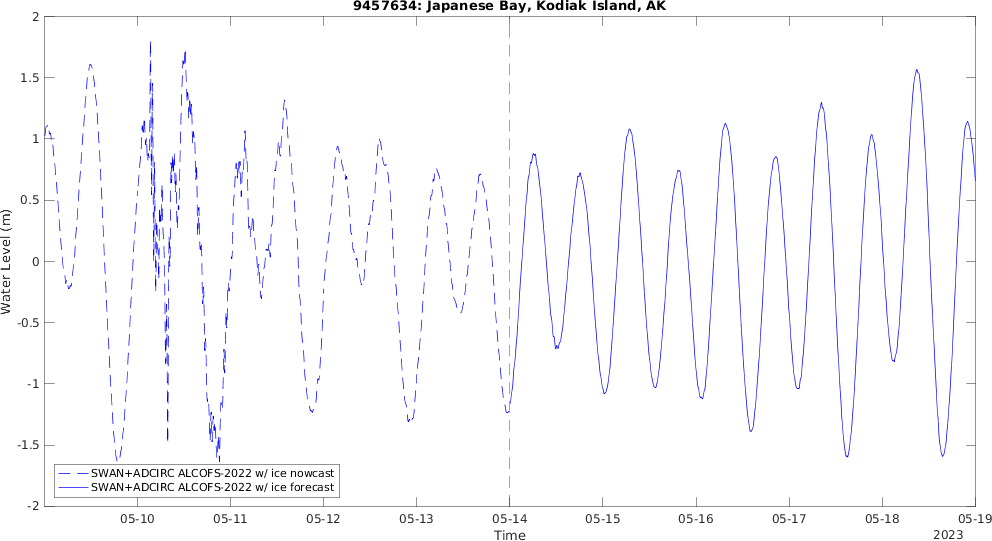 9457634: Japanese Bay, Kodiak Island, AK
2
1.5
1
0.5
0
-0.5
-1
-1.5
-2
Water Level (m)
SWAN+ADCIRC ALCOFS-2022 w/ ice nowcast
SWAN+ADCIRC ALCOFS-2022 w/ ice forecast
05-10 05-11 05-12 05-13 05-14 05-15 05-16 05-17 05-18 05-19
Time
2023